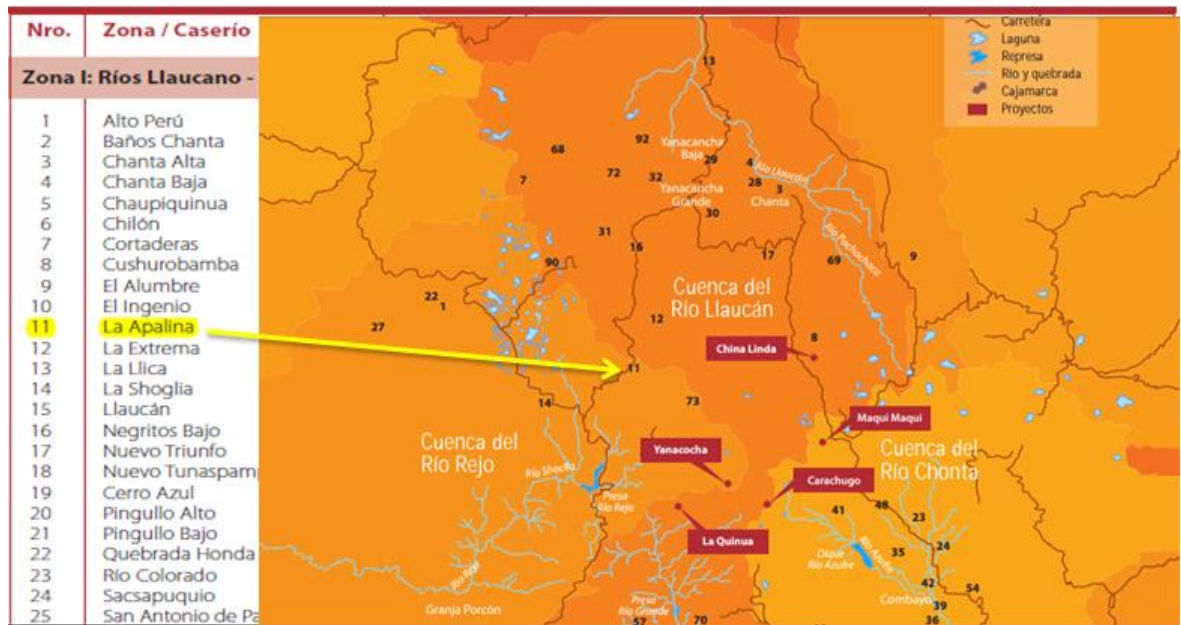 Nro. Zona / Caserío
Zona I: Ríos Llaucano -
1 Alto Perú
2 Baños Chanta
3 Chanta Alta
4 Chanta Baja
5 Chaupiquinua
6 Chilón
7 Cortaderas
8 Cushurobamba
9 El Alumbre
10 El Ingenio
11 La Apalina
12 La Extrema
13 La Llica
14 La Shoglia
15 Llaucán
16 Negritos Bajo
17 Nuevo Triunfo
18 Nuevo Tunaspam
19 Cerro Azul
20 Pingullo Alto
21 Pingullo Bajo
22 Quebrada Honda
23 Río Colorado
24 Sacsapuquio
25 San Antonio de Pa
Carretera
Laguna
Represa
Río y quebrada
Cajamarca
Proyectos
13
92
Yanacancha
Baja
29
68
72
32
4
Río Llaucán
7
28
3
Yanacancha
Grande
Chanta
30
31
16
17
69
Río Pachachaca
9
90
Cuenca del
Río Llaucán
22
1
27
12
8
China Linda
11
14
73
Maqui Maqui
Cuenca del
Río Rejo
Yanacocha
Cuenca del
Río Chonta
Río Shoclla
Carachugo
Presa
Río Rejo
41
48
23
La Quinua
24
Dique
Río Azufre
Río Azufre
35
Río Rejo
42
54
Granja Porcón
Presa
Río Grande
Combayo
39
57
70
36